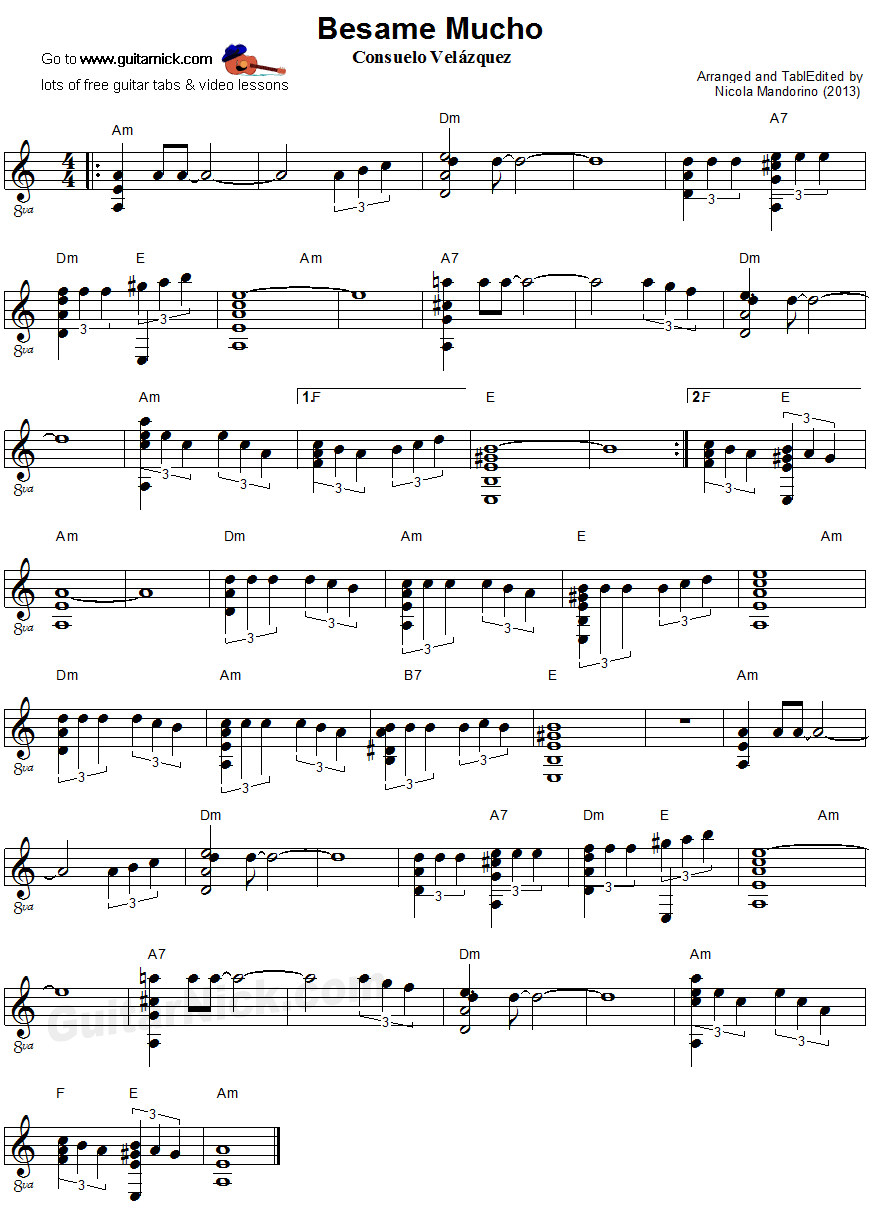 Besame Mucho
Go to www.guitarnick.com
Consuelo Velázquez
lots of free guitar tabs & video lessons
Arranged and TablEdited by
Nicola Mandorino (2013)
Am Dm A7
4
4
3 3 3
8va
Dm E Am A7 Dm
3 3 3
8va
Am 1. F E 2. F E
3 3 3 3 3 3
8va
Am Dm Am E Am
3 3 3 3 3 3
8va
Dm Am B7 E Am
3 3 3 3 3 3
8va
Dm A7 Dm E Am
3 3 3 3 3
8va
A7 Dm Am
3 3 3
GuitarNick.com
8va
F E Am
3 3
8va